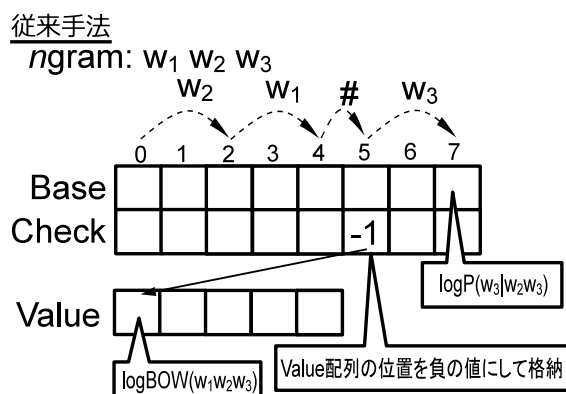 従来手法
ngram: w₁ w₂ w₃
w₂ w₁ # w₃
0 1 2 3 4 5 6 7
Base
Check -1
logP(w₃|w₂w₃)
Value
logBOW(w₁w₂w₃)
Value配列の位置を負の値にして格納